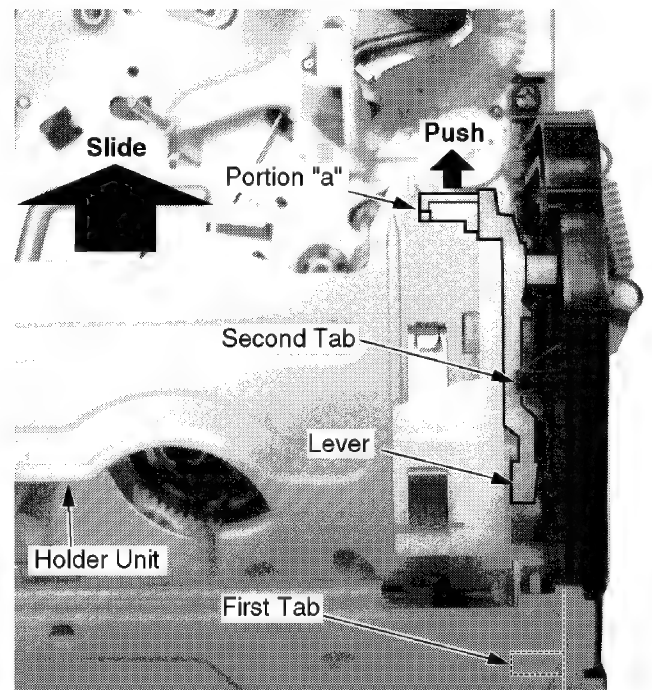 Push
Slide
Portion "a"
Second Tab
Lever
Holder Unit
First Tab